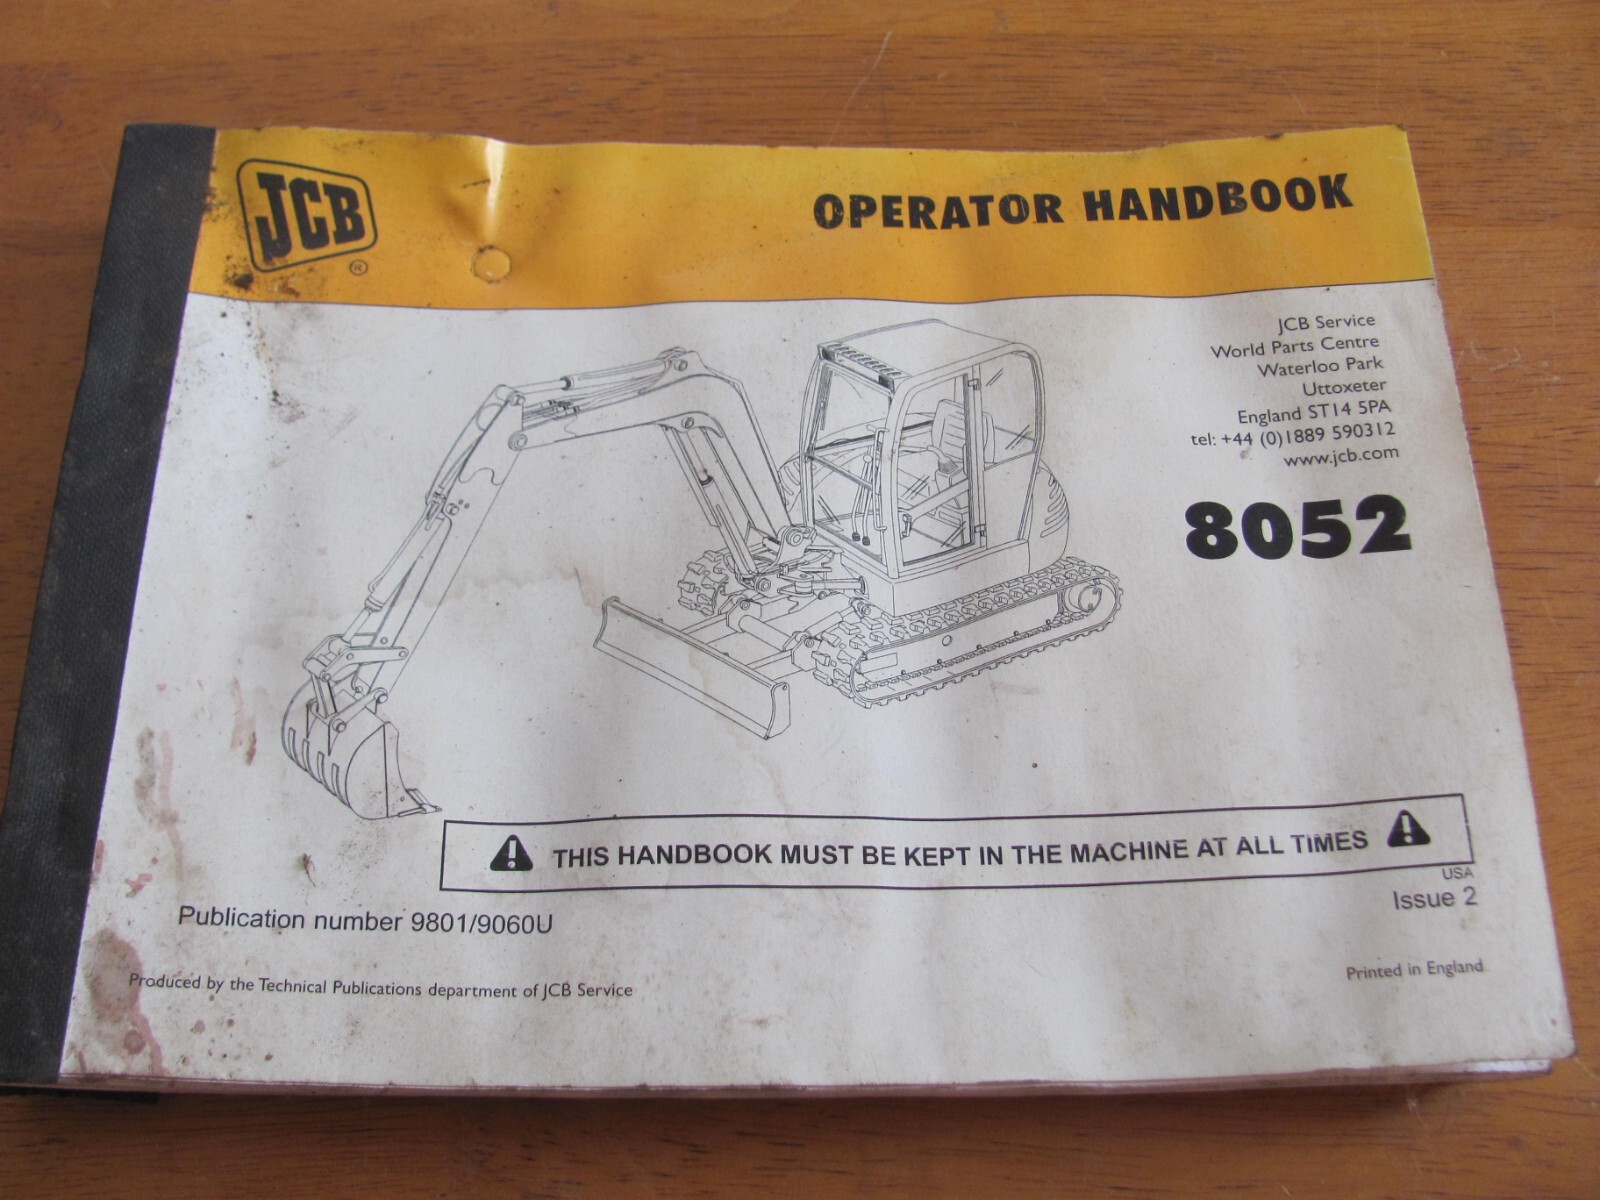 JCB
®
OPERATOR HANDBOOK
JCB Service
World Parts Centre
Waterloo Park
Uttoxeter
England ST14 5PA
tel: +44 (0)1889 590312
www.jcb.com
8052
THIS HANDBOOK MUST BE KEPT IN THE MACHINE AT ALL TIMES
USA
Issue 2
Publication number 9801/9060U
Produced by the Technical Publications department of JCB Service
Printed in England